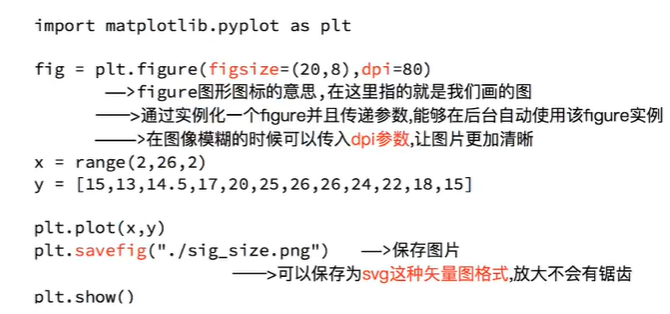 import matplotlib.pyplot as plt
fig = plt.figure(figsize=(20,8),dpi=80)
——>figure图形图标的意思,在这里指的就是我们画的图
———>通过实例化一个figure并且传递参数,能够在后台自动使用该figure实例
———>在图像模糊的时候可以传入dpi参数,让图片更加清晰
x = range(2,26,2)
y = [15,13,14.5,17,20,25,26,26,24,22,18,15]
plt.plot(x,y)
plt.savefig("./sig_size.png") ——>保存图片
———>可以保存为svg这种矢量图格式,放大不会有锯齿
plt.show()